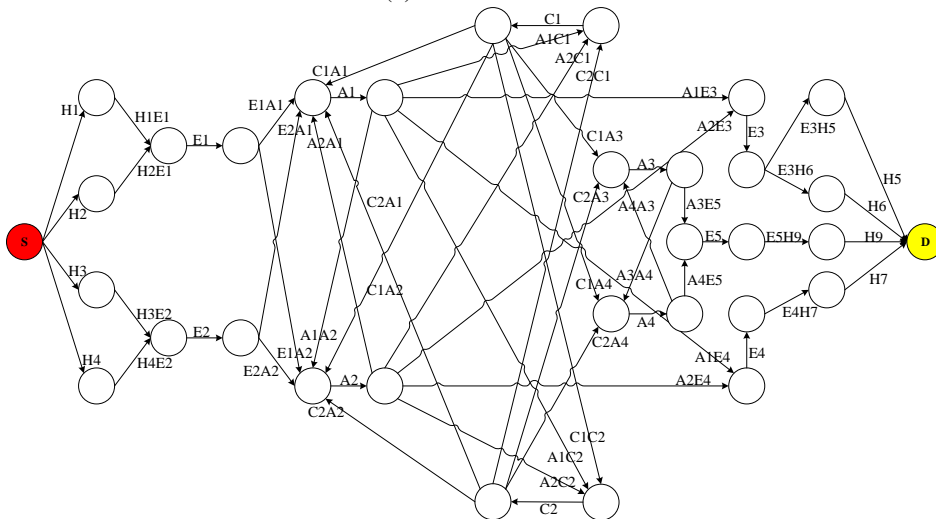 C1
A1C1
A2C1
C2C1
C1A1
E1A1
A1
E2A1
A2A1
A1E3
A2E3
E3
H1
H1E1
E1
H2E1
H2
E3H5
E3H6
H5
H6
C1A3
A3
C2A3
A4A3
A3E5
C2A1
S
E5
E5H9
H9
D
H3
H3E2
E2
H4E2
H4
C1A2
C1A4
A3A4
A4E5
A4
C2A4
H7
E4H7
A1A2
E1A2
E2A2
A2
C2A2
A1E4
E4
A2E4
C1C2
A1C2
A2C2
C2